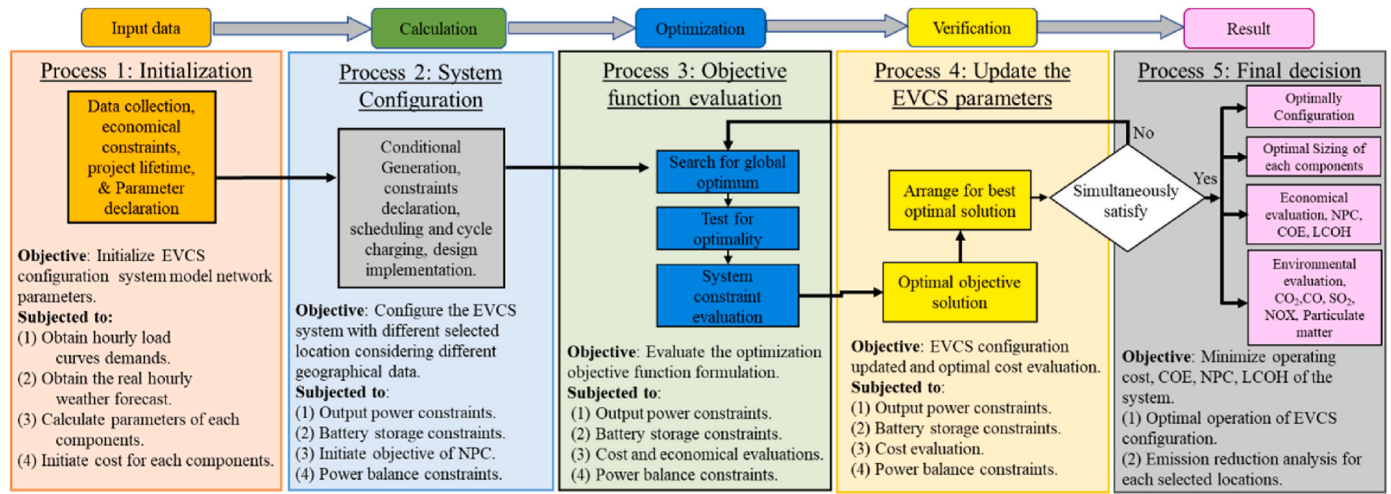 Input data
Calculation
Optimization
Verification
Result
Process 1: Initialization
Data collection,
economical
constraints,
project lifetime,
& Parameter
declaration
Objective: Initialize EVCS
configuration system model network
parameters.
Subjected to:
(1) Obtain hourly load
curves demands.
(2) Obtain the real hourly
weather forecast.
(3) Calculate parameters of each
components.
(4) Initiate cost for each components.
Process 2: System
Configuration
Conditional
Generation,
constraints
declaration,
scheduling and cycle
charging, design
implementation.
Objective: Configure the EVCS
system with different selected
location considering different
geographical data.
Subjected to:
(1) Output power constraints.
(2) Battery storage constraints.
(3) Initiate objective of NPC.
(4) Power balance constraints.
Process 3: Objective
function evaluation
Search for global
optimum
Test for
optimality
System
constraint
evaluation
Objective: Evaluate the optimization
objective function formulation.
Subjected to:
(1) Output power constraints.
(2) Battery storage constraints.
(3) Cost and economical evaluations.
(4) Power balance constraints.
Process 4: Update the
EVCS parameters
Arrange for best
optimal solution
Optimal objective
solution
Objective: EVCS configuration
updated and optimal cost evaluation.
Subjected to:
(1) Output power constraints.
(2) Battery storage constraints.
(3) Cost evaluation.
(4) Power balance constraints.
Process 5: Final decision
No
Simultaneously
satisfy
Yes
Optimally
Configuration
Optimal Sizing of
each components
Economical
evaluation, NPC,
COE, LCOH
Environmental
evaluation,
CO₂,CO, SO₂,
NOX, Particulate
matter
Objective: Minimize operating
cost, COE, NPC, LCOH of the
system.
(1) Optimal operation of EVCS
configuration.
(2) Emission reduction analysis for
each selected locations.